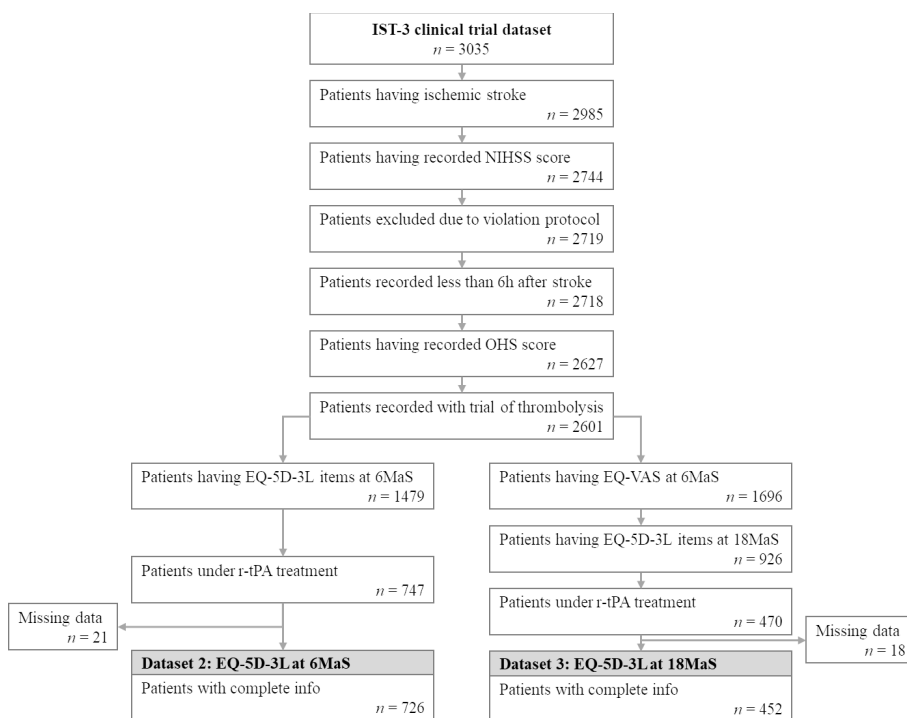 IST-3 clinical trial dataset
n = 3035
Patients having ischemic stroke
n = 2985
Patients having recorded NIHSS score
n = 2744
Patients excluded due to violation protocol
n = 2719
Patients recorded less than 6h after stroke
n = 2718
Patients having recorded OHS score
n = 2627
Patients recorded with trial of thrombolysis
n = 2601
Patients having EQ-5D-3L items at 6MaS
n = 1479
Patients under r-tPA treatment
n = 747
Missing data
n = 21
Dataset 2: EQ-5D-3L at 6MaS
Patients with complete info
n = 726
Patients having EQ-VAS at 6MaS
n = 1696
Patients having EQ-5D-3L items at 18MaS
n = 926
Patients under r-tPA treatment
n = 470
Missing data
n = 18
Dataset 3: EQ-5D-3L at 18MaS
Patients with complete info
n = 452